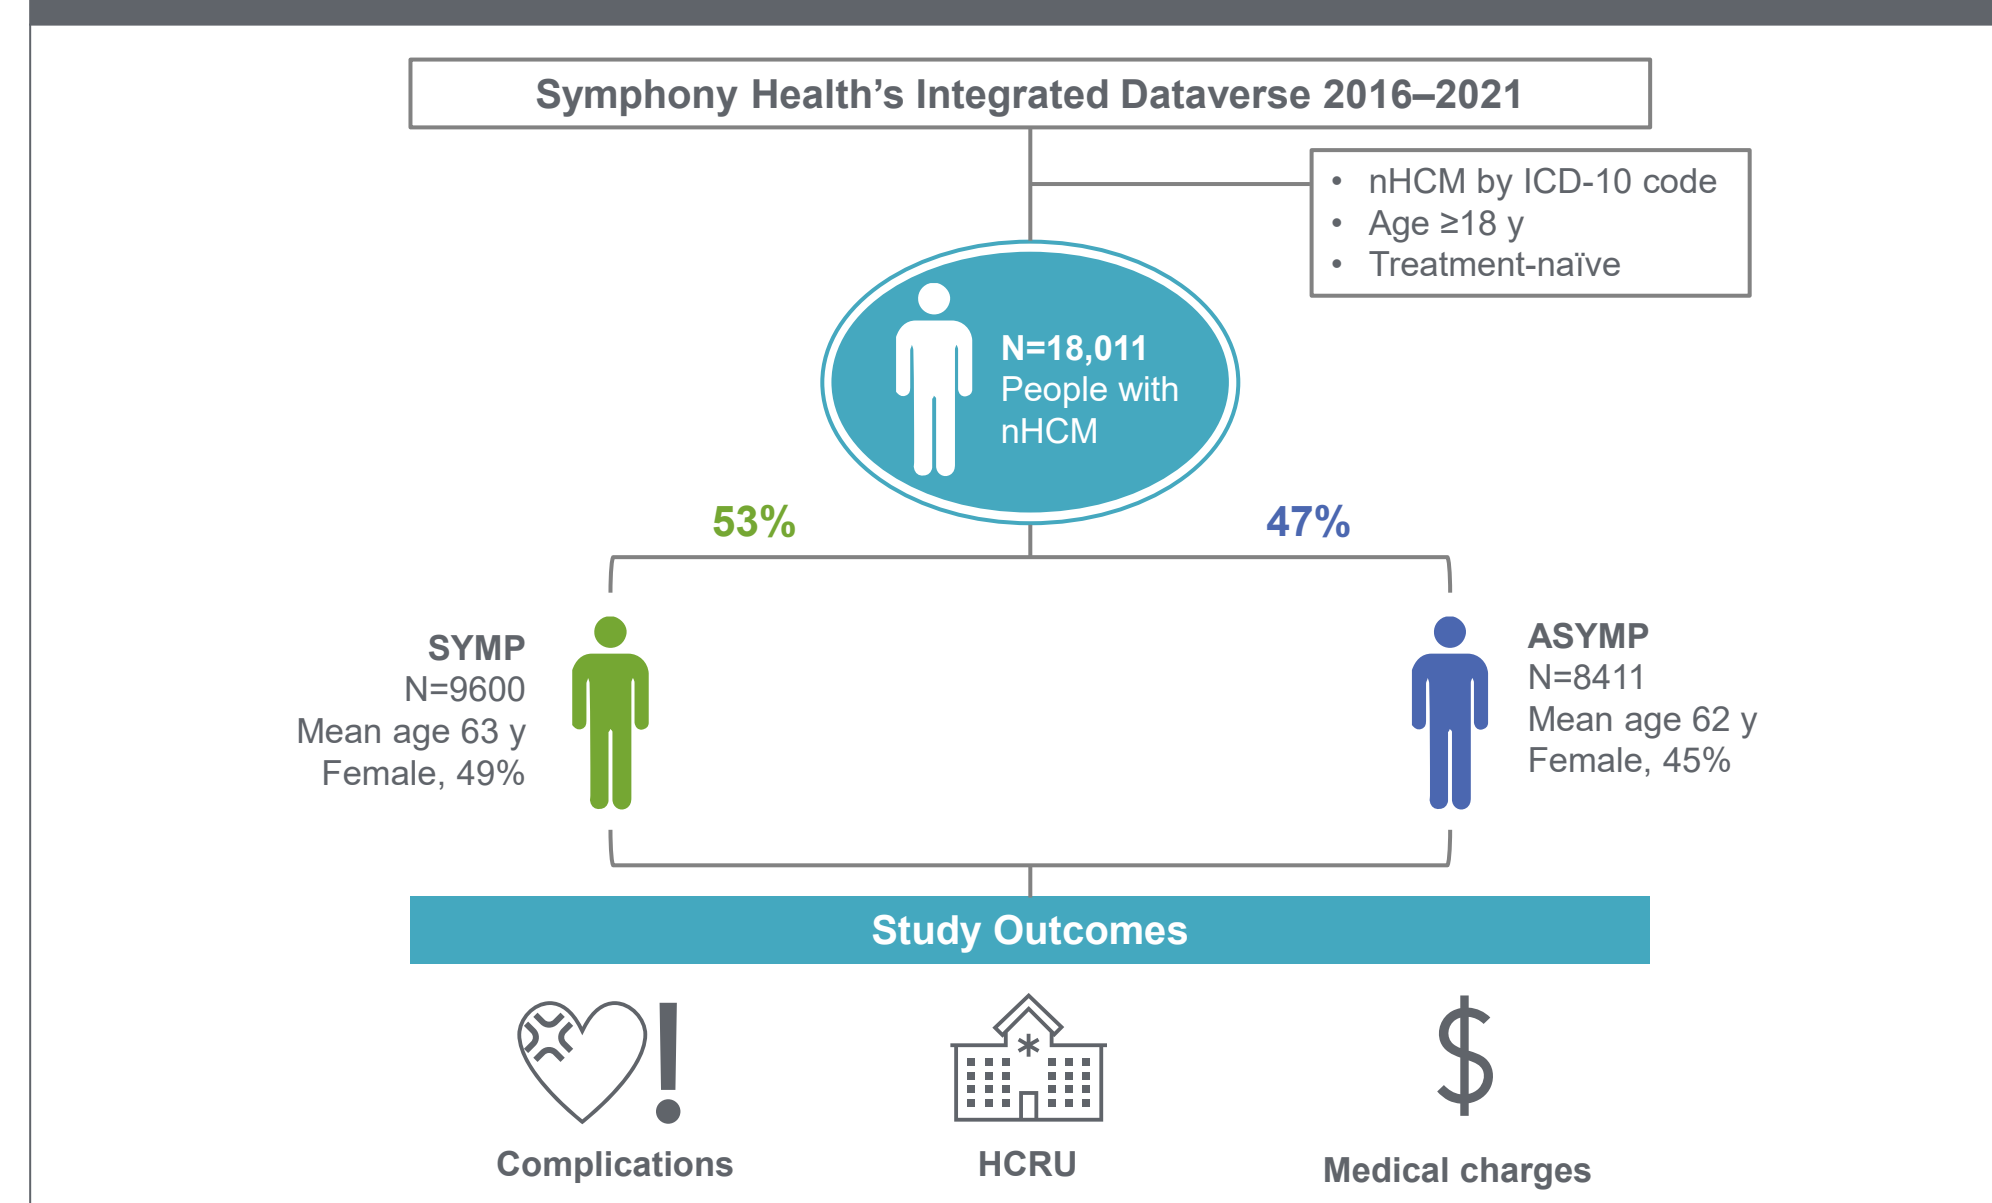 Symphony Health’s Integrated Dataverse 2016–2021
• nHCM by ICD-10 code
• Age ≥18 y
• Treatment-naïve
N=18,011
People with
nHCM
53%
47%
SYMP
N=9600
Mean age 63 y
Female, 49%
ASYMP
N=8411
Mean age 62 y
Female, 45%
Study Outcomes
Complications
HCRU
Medical charges